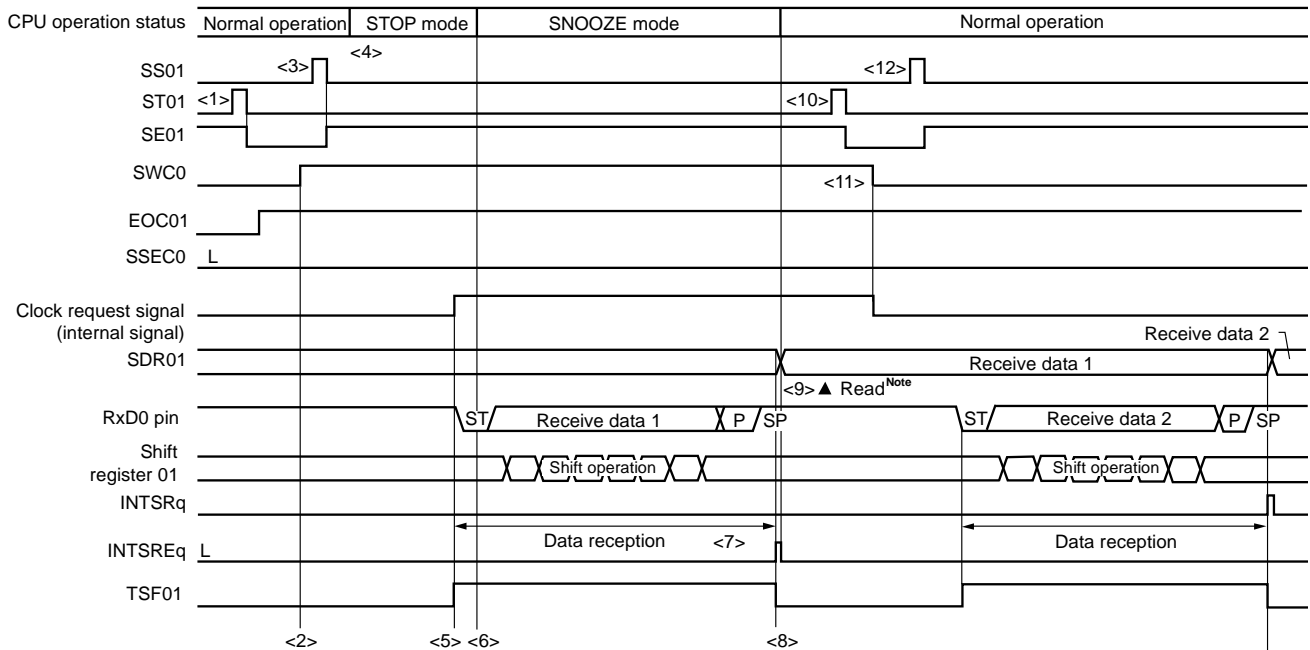 CPU operation status Normal operation STOP mode SNOOZE mode Normal operation
<4>
SS01 <3> <12>
ST01 <1> <10>
SE01
SWC0 <11>
EOC01
SSEC0 L
Clock request signal
(internal signal)
Receive data 2
SDR01 Receive data 1
<9> ▲ Read Note
RxD0 pin ST Receive data 1 P SP ST Receive data 2 P SP
Shift
register 01 Shift operation Shift operation
INTSRq
Data reception <7> Data reception
INTSREq L
TSF01
<2> <5> <6> <8>